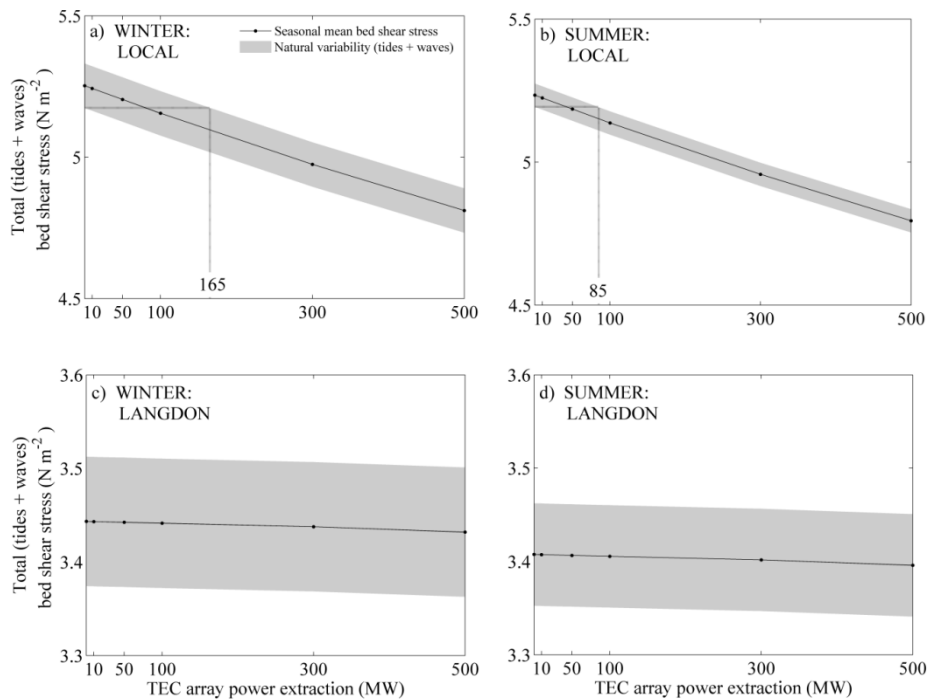 a) WINTER:
LOCAL
Seasonal mean bed shear stress
Natural variability (tides + waves)
Total (tides + waves)
bed shear stress (N m⁻²)
5.5
5
4.5
165
10 50 100 300 500
b) SUMMER:
LOCAL
5.5
5
4.5
85
10 50 100 300 500
c) WINTER:
LANGDON
Total (tides + waves)
bed shear stress (N m⁻²)
3.6
3.5
3.4
3.3
10 50 100 300 500
TEC array power extraction (MW)
d) SUMMER:
LANGDON
3.6
3.5
3.4
3.3
10 50 100 300 500
TEC array power extraction (MW)